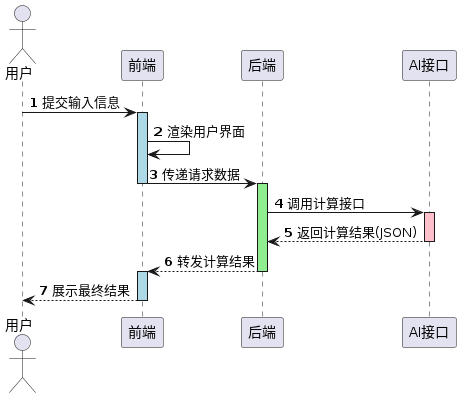 用户
前端
后端
AI接口
1 提交输入信息
2 渲染用户界面
3 传递请求数据
4 调用计算接口
5 返回计算结果(JSON)
6 转发计算结果
7 展示最终结果
用户
前端
后端
AI接口